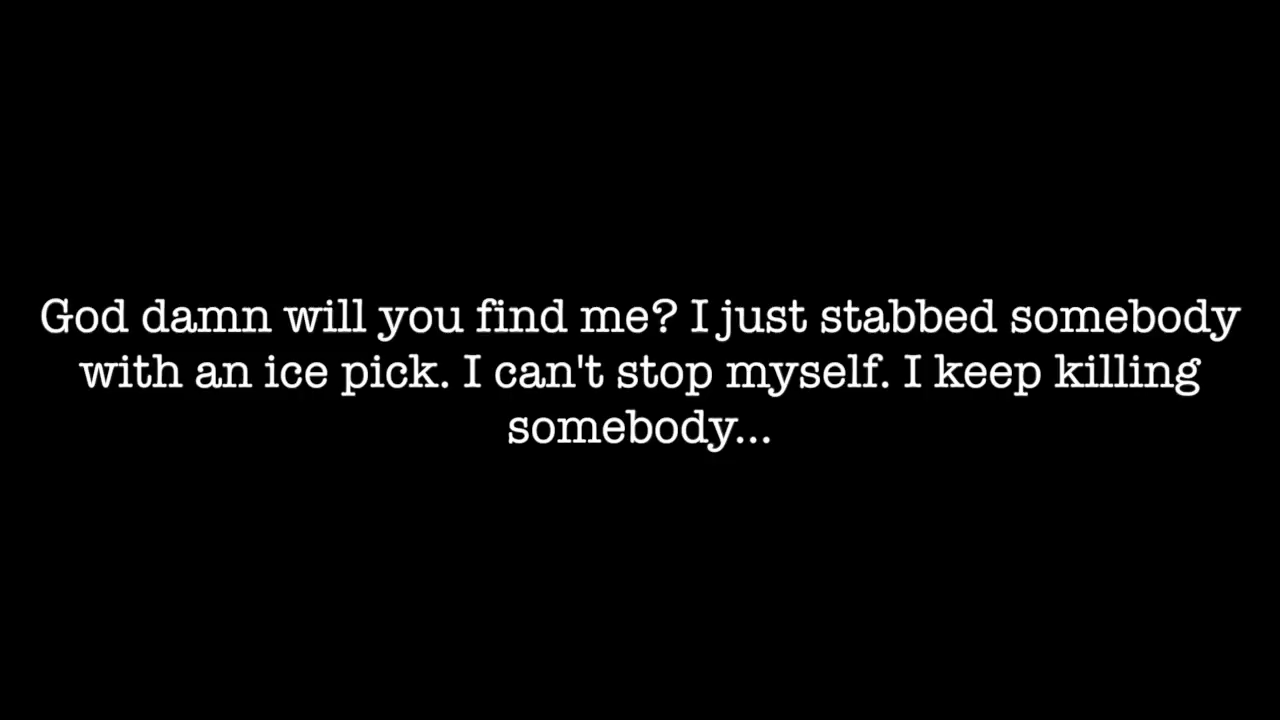 God damn will you find me? I just stabbed somebody
with an ice pick. I can't stop myself. I keep killing
somebody...